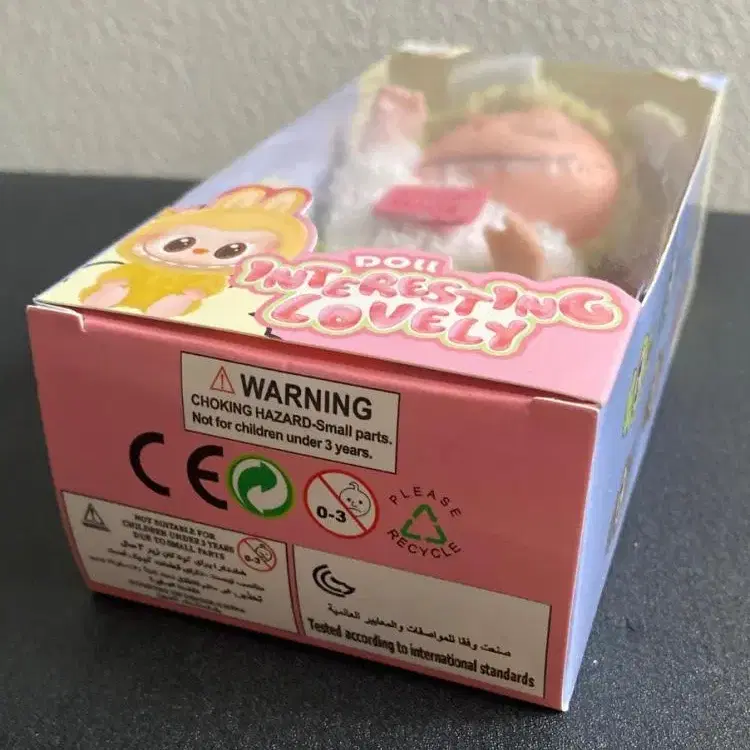 DOLL
INTERESTING
LOVELY
WARNING
CHOKING HAZARD-Small parts.
Not for children under 3 years.
CE
0-3
PLEASE
RECYCLE
NOT SUITABLE FOR
CHILDREN UNDER 3 YEARS
DUE TO SMALL PARTS
0-3
صنعت وفقا للمواصفات والمعايير العالمية
Tested according to international standards